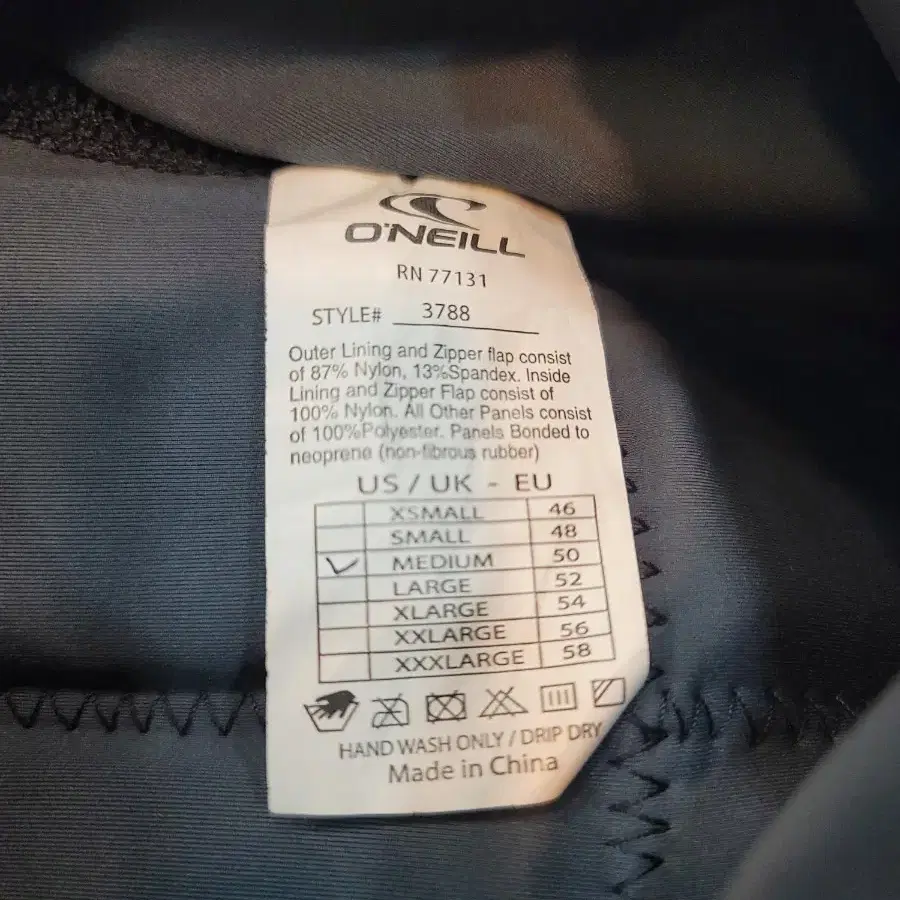 O'NEILL
RN 77131
STYLE# 3788
Outer Lining and Zipper flap consist
of 87% Nylon, 13%Spandex. Inside
Lining and Zipper Flap consist of
100% Nylon. All Other Panels consist
of 100%Polyester. Panels Bonded to
neoprene (non-fibrous rubber)
US / UK - EU
XSMALL 46
SMALL 48
MEDIUM 50
LARGE 52
XLARGE 54
XXLARGE 56
XXXLARGE 58
HAND WASH ONLY / DRIP DRY
Made in China